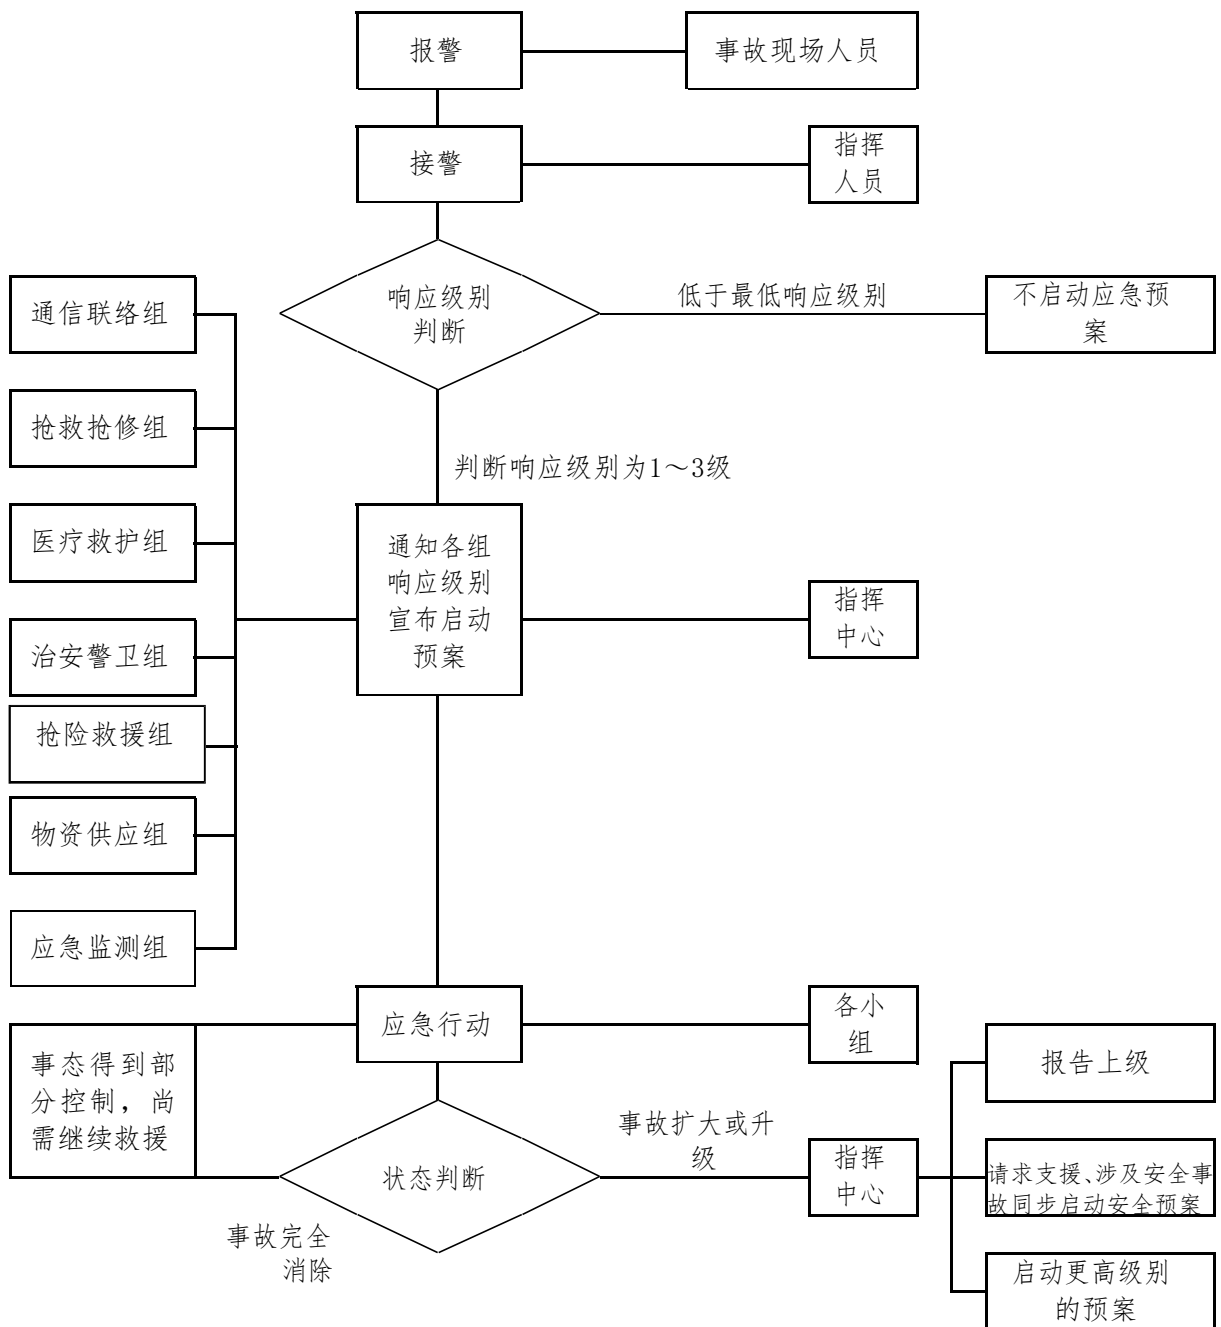 报警
事故现场人员
接警
指挥
人员
响应级别
判断
低于最低响应级别
不启动应急预
案
通信联络组
抢救抢修组
判断响应级别为1～3级
医疗救护组
通知各组
响应级别
宣布启动
预案
指挥
中心
治安警卫组
抢险救援组
物资供应组
应急监测组
应急行动
各小
组
事态得到部
分控制，尚
需继续救援
报告上级
事故扩大或升
级
状态判断
指挥
中心
请求支援、涉及安全事
故同步启动安全预案
事故完全
消除
启动更高级别
的预案